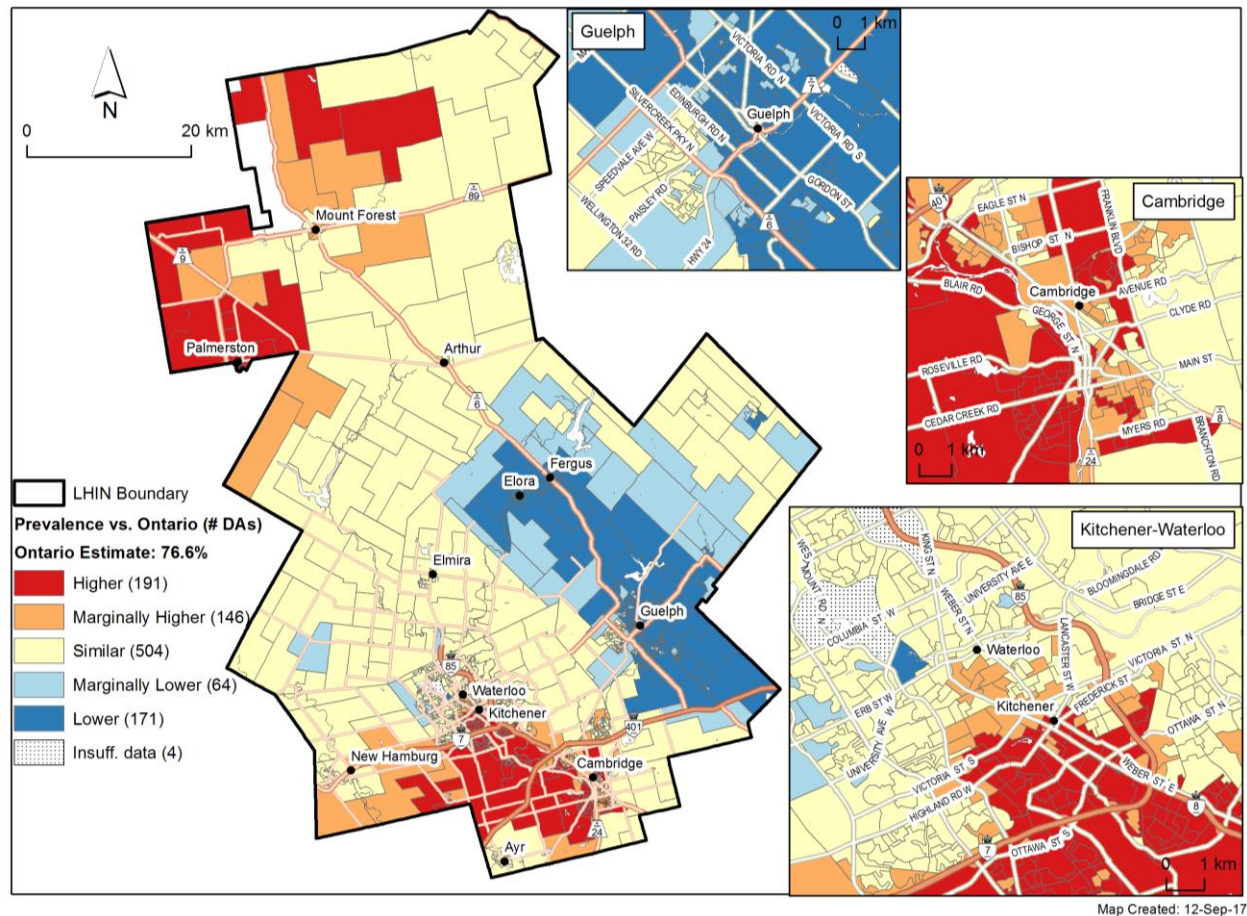 N
0 20 km
Mount Forest
89
9
Palmerston
Arthur
6
Fergus
Elora
Elmira
Guelph
85
Waterloo
Kitchener
401
7
New Hamburg
Cambridge
24
Ayr
LHIN Boundary
Prevalence vs. Ontario (# DAs)
Ontario Estimate: 76.6%
Higher (191)
Marginally Higher (146)
Similar (504)
Marginally Lower (64)
Lower (171)
Insuff. data (4)
Guelph
0 1 km
VICTORIA RD N
7
SILVERCREEK PKY N
EDINBURGH RD N
Guelph
VICTORIA RD S
SPEEDVALE AVE W
PAISLEY RD
GORDON ST
WELLINGTON 32 RD
HWY 24
6
Cambridge
401
EAGLE ST N
FRANKLIN BLVD
BISHOP ST N
BLAIR RD
Cambridge
AVENUE RD
GEORGE ST N
CLYDE RD
ROSEVILLE RD
MAIN ST
CEDAR CREEK RD
MYERS RD
8
BRANCHTON RD
24
0 1 km
Kitchener-Waterloo
WESTMOUNT RD N
KING ST N
UNIVERSITY AVE E
BLOOMINGDALE RD
BRIDGE ST E
85
WEBER ST N
COLUMBIA ST W
LANCASTER ST W
VICTORIA ST N
Waterloo
ERB ST W
FREDERICK ST
Kitchener
OTTAWA ST N
UNIVERSITY AVE W
VICTORIA ST S
WEBER ST E
HIGHLAND RD W
8
7
OTTAWA ST S
0 1 km
Map Created: 12-Sep-17